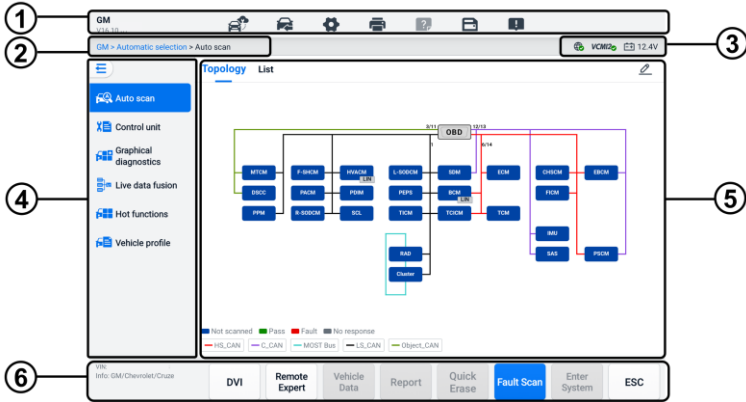 ①
GM
V16.10
②
GM > Automatic selection > Auto scan
VCMI2
12.4V
③
Auto scan
Control unit
Graphical
diagnostics
Live data fusion
Hot functions
Vehicle profile
④
Topology List
3/11 OBD 12/13
1 6/14
MTCM F-SHCM HVACM L-SODCM SDM ECM CHSCM EBCM
LIN
DSCC PACM PDIM PEPS BCM FICM
LIN
PPM R-SODCM SCL TICM TCICM TCM
IMU
RAD SAS PSCM
Cluster
Not scanned Pass Fault No response
HS_CAN C_CAN MOST Bus LS_CAN Object_CAN
⑤
⑥
VIN:
Info: GM/Chevrolet/Cruze
DVI
Remote
Expert
Vehicle
Data
Report
Quick
Erase
Fault Scan
Enter
System
ESC